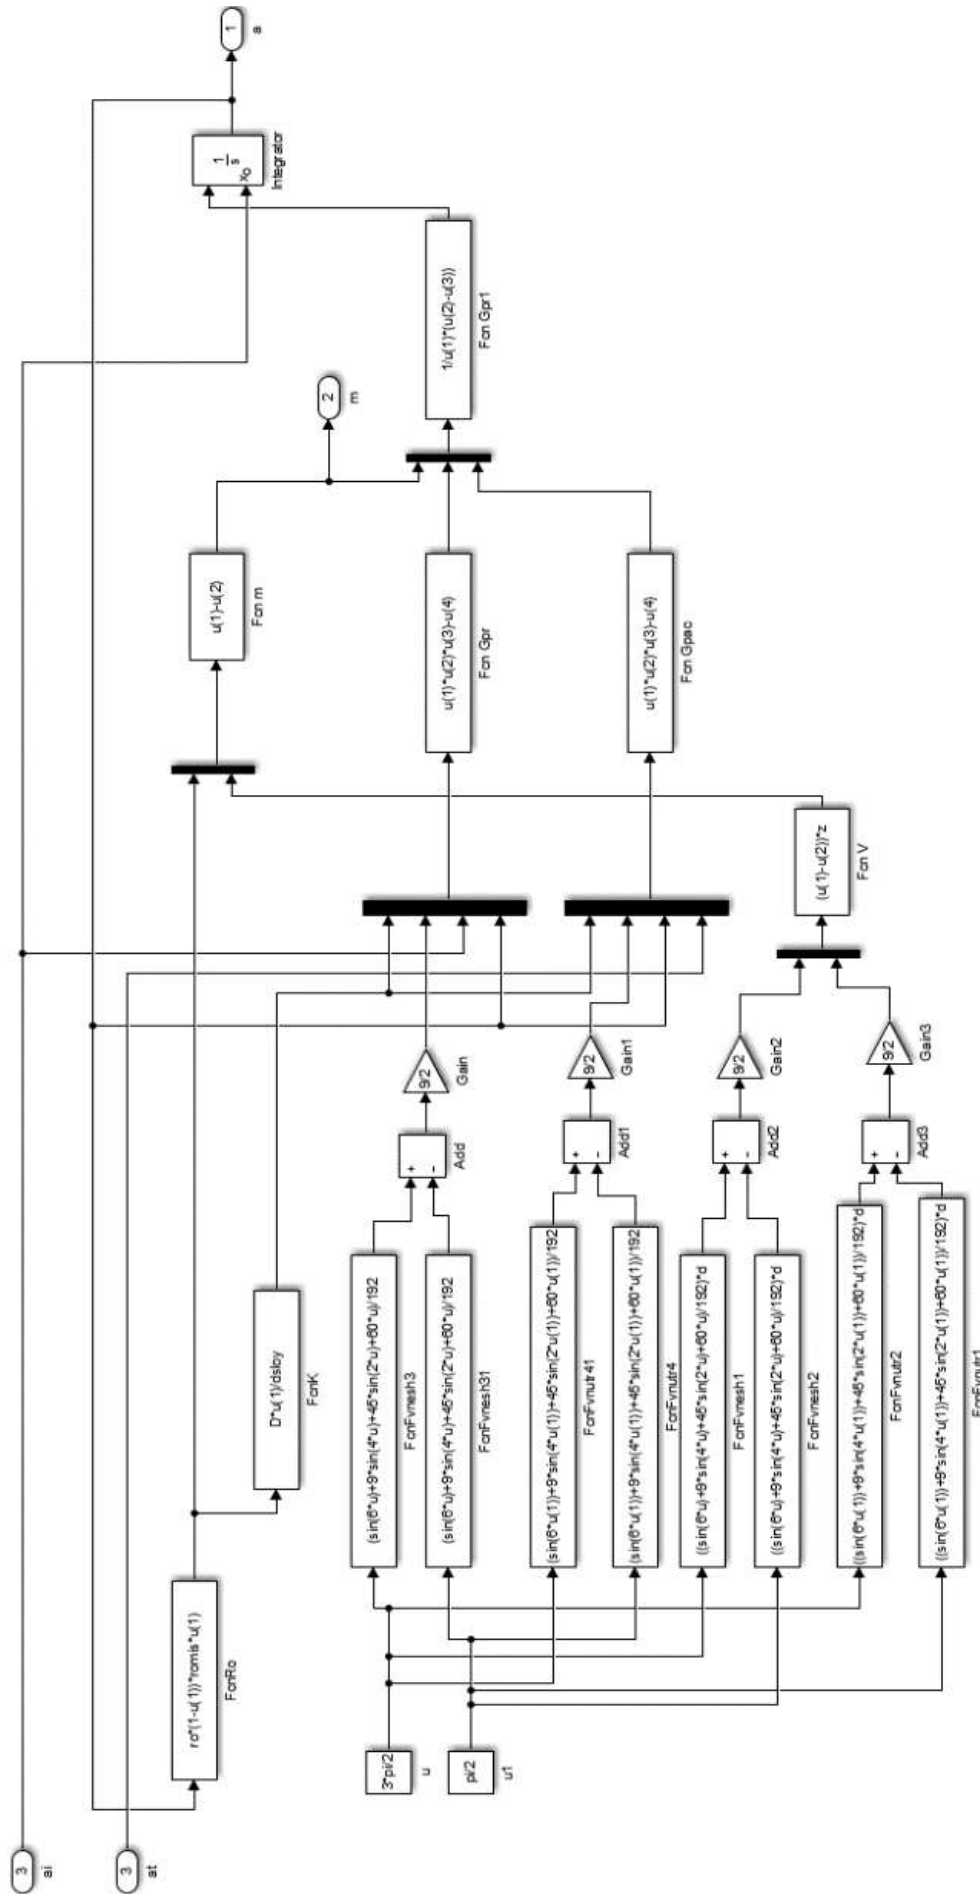 3
ai
3
at
ro*(1-u(1))*romis*u(1)
FcnRo
3*pi/2
u
pi/2
u1
D*u(1)/dsloy
FcnK
(sin(6*u)+9*sin(4*u)+45*sin(2*u)+60*u)/192
FcnFvnesh3
(sin(6*u)+9*sin(4*u)+45*sin(2*u)+60*u)/192
FcnFvnesh31
(sin(6*u(1))+9*sin(4*u(1))+45*sin(2*u(1))+60*u(1))/192
FcnFvnutr41
(sin(6*u(1))+9*sin(4*u(1))+45*sin(2*u(1))+60*u(1))/192
FcnFvnutr4
((sin(6*u)+9*sin(4*u)+45*sin(2*u)+60*u)/192)*d
FcnFvnesh1
((sin(6*u)+9*sin(4*u)+45*sin(2*u)+60*u)/192)*d
FcnFvnesh2
((sin(6*u(1))+9*sin(4*u(1))+45*sin(2*u(1))+60*u(1))/192)*d
FcnFvnutr2
((sin(6*u(1))+9*sin(4*u(1))+45*sin(2*u(1))+60*u(1))/192)*d
FcnFvnutr1
+
-
Add
+
-
Add1
+
-
Add2
+
-
Add3
9/2
Gain
9/2
Gain1
9/2
Gain2
9/2
Gain3
(u(1)-u(2))*z
Fcn V
u(1)-u(2)
Fcn m
u(1)*u(2)*u(3)-u(4)
Fcn Gpr
u(1)*u(2)*u(3)-u(4)
Fcn Gpac
2
m
1/u(1)*(u(2)-u(3))
Fcn Gpr1
1
s
xo
Integrator
1
a